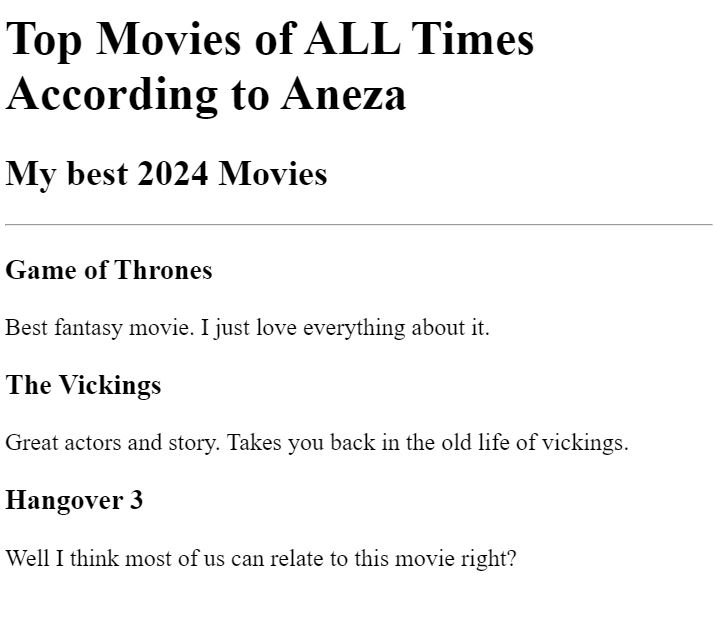 Top Movies of ALL Times
According to Aneza
My best 2024 Movies
Game of Thrones
Best fantasy movie. I just love everything about it.
The Vickings
Great actors and story. Takes you back in the old life of vickings.
Hangover 3
Well I think most of us can relate to this movie right?